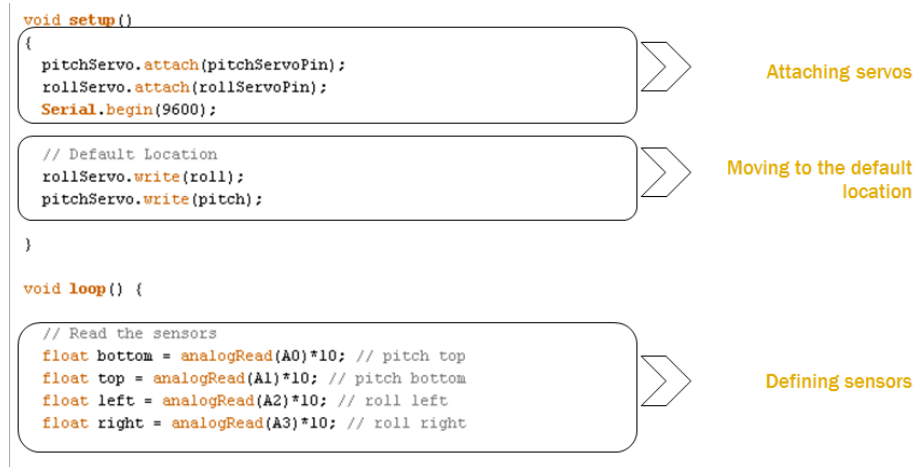 void setup()
{
pitchServo.attach(pitchServoPin);
rollServo.attach(rollServoPin);
Serial.begin(9600);
Attaching servos
// Default Location
rollServo.write(roll);
pitchServo.write(pitch);
Moving to the default
location
}
void loop() {
// Read the sensors
float bottom = analogRead(A0)*10; // pitch top
float top = analogRead(A1)*10; // pitch bottom
float left = analogRead(A2)*10; // roll left
float right = analogRead(A3)*10; // roll right
Defining sensors